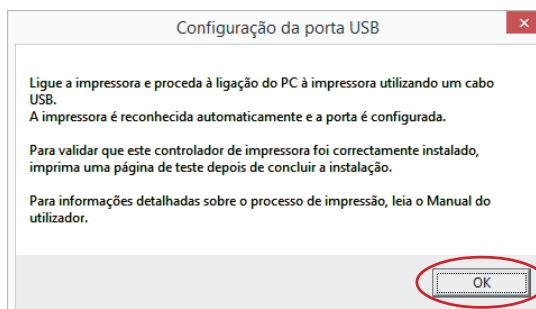 Configuração da porta USB
Ligue a impressora e proceda à ligação do PC à impressora utilizando um cabo
USB.
A impressora é reconhecida automaticamente e a porta é configurada.
Para validar que este controlador de impressora foi correctamente instalado,
imprima uma página de teste depois de concluir a instalação.
Para informações detalhadas sobre o processo de impressão, leia o Manual do
utilizador.
OK